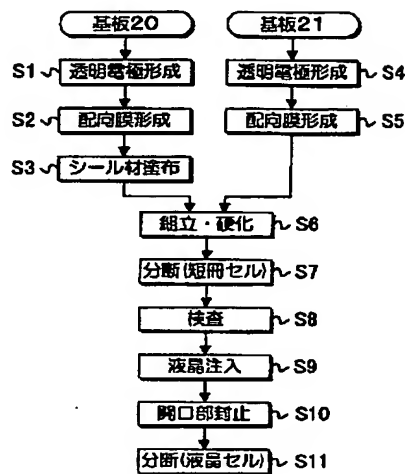 基板20
基板21
S1 透明電極形成
透明電極形成 S4
S2 配向膜形成
配向膜形成 S5
S3 シール材塗布
組立・硬化 S6
分断(短冊セル) S7
検査 S8
液晶注入 S9
開口部封止 S10
分断(液晶セル) S11